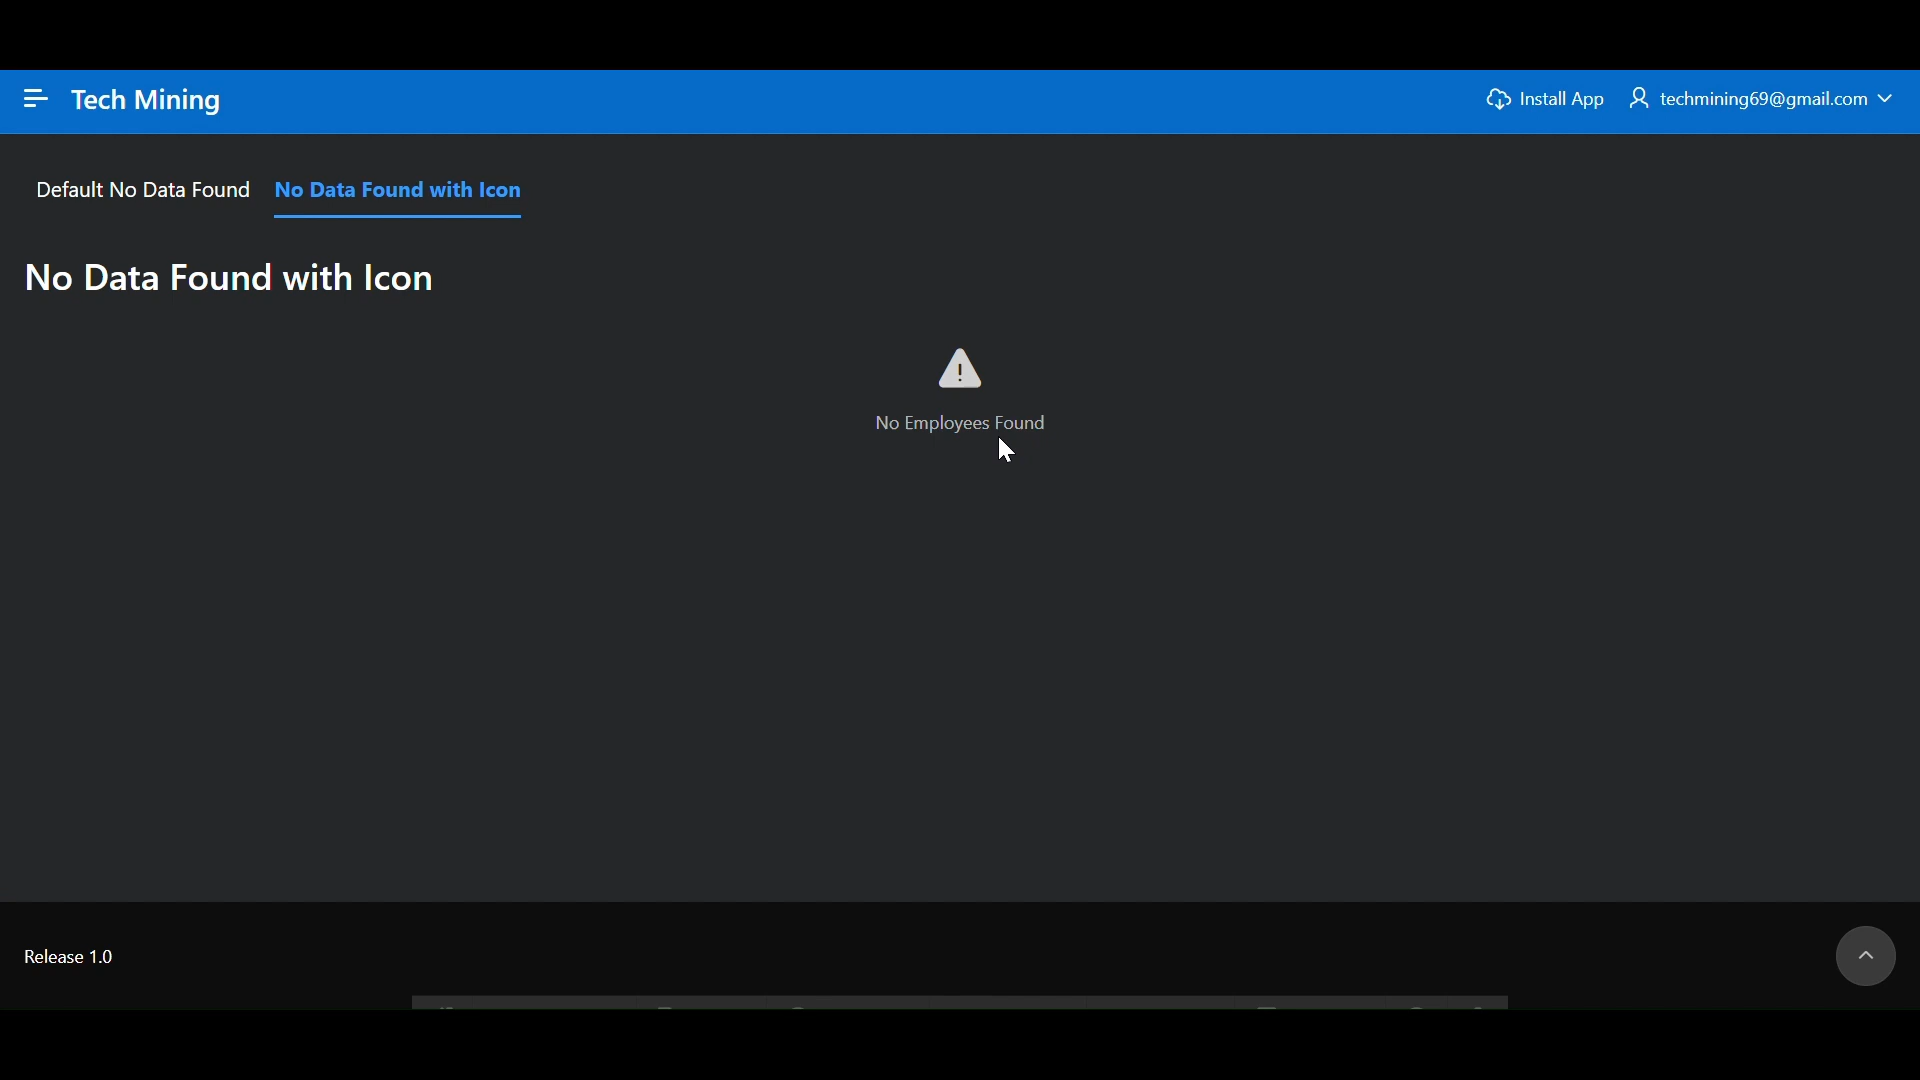 Tech Mining
Install App
techmining69@gmail.com
Default No Data Found
No Data Found with Icon
No Data Found with Icon
No Employees Found
Release 1.0